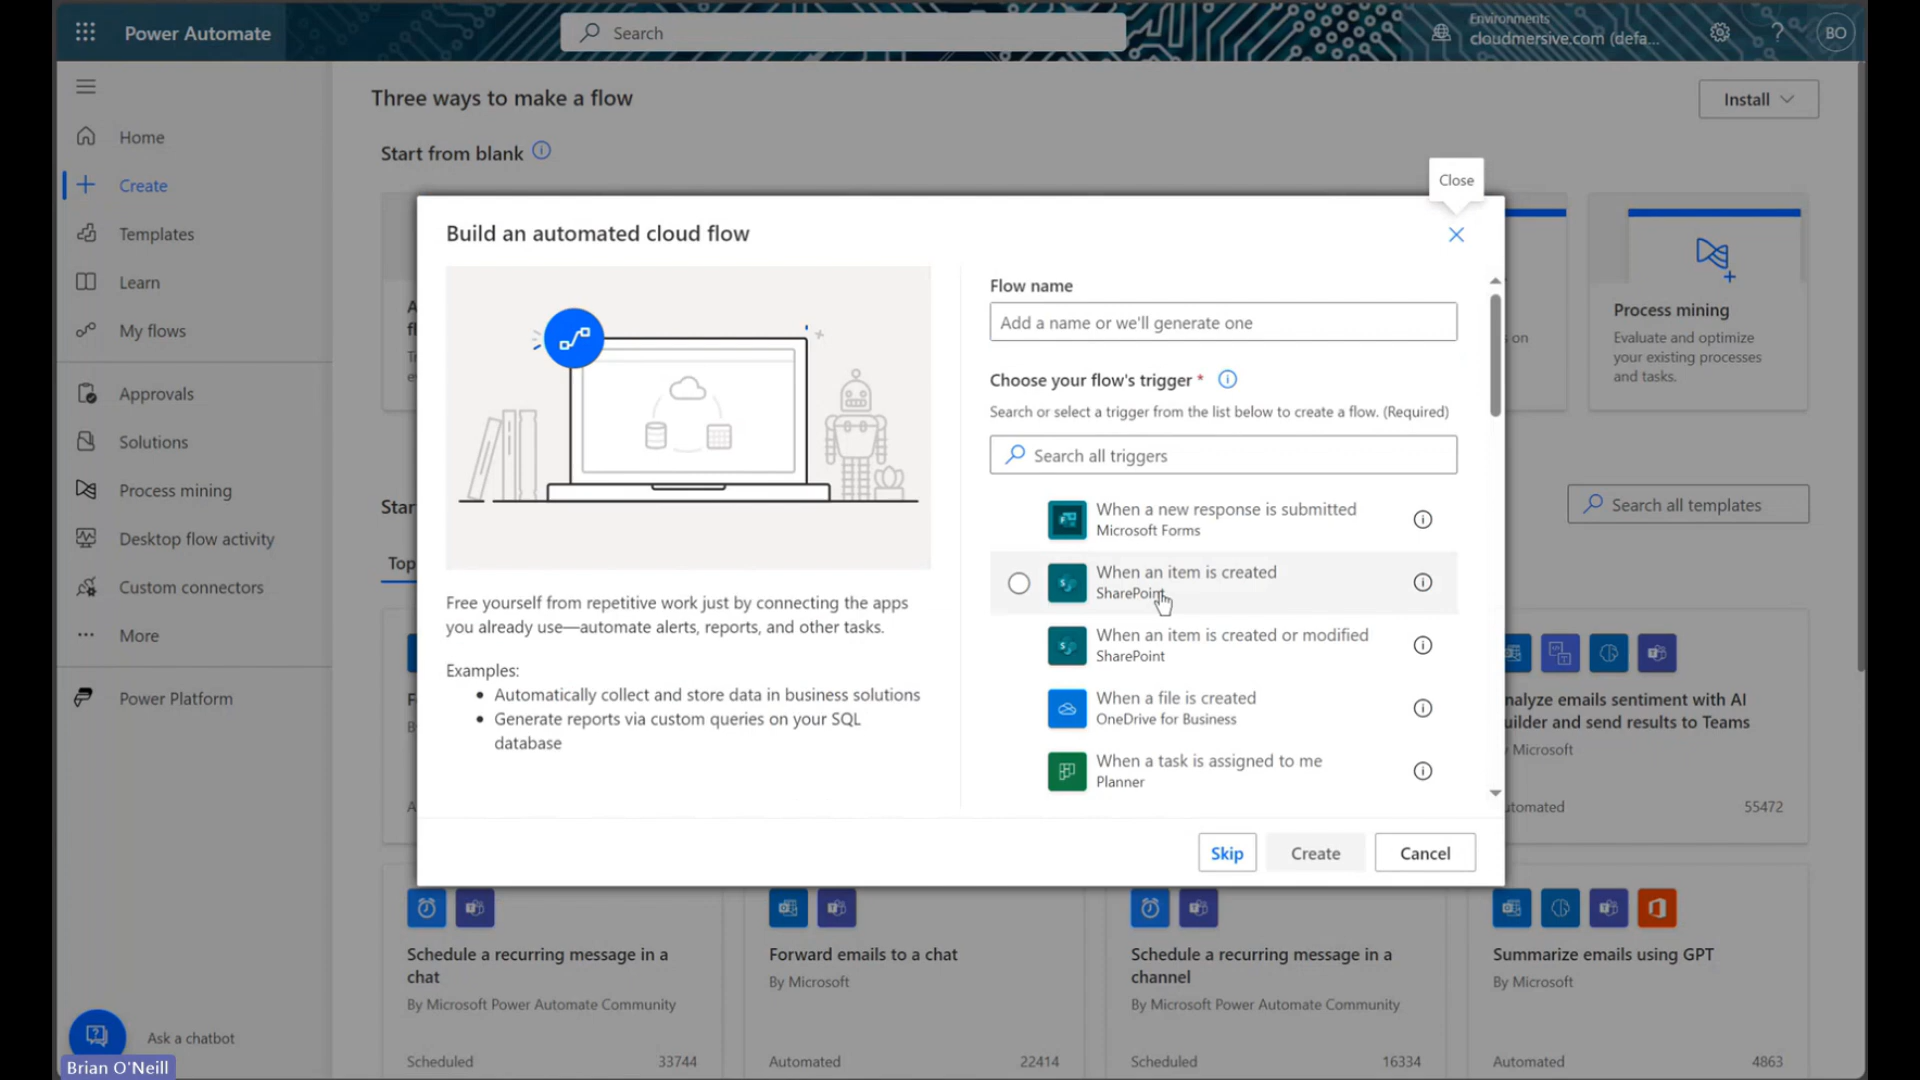 Power Automate
Search
Environments
cloudmersive.com (defa...
BO
Home
Create
Templates
Learn
My flows
Approvals
Solutions
Process mining
Desktop flow activity
Custom connectors
More
Power Platform
Ask a chatbot
Brian O'Neill
Three ways to make a flow
Install
Start from blank
Close
Build an automated cloud flow
Free yourself from repetitive work just by connecting the apps
you already use—automate alerts, reports, and other tasks.
Examples:
Automatically collect and store data in business solutions
Generate reports via custom queries on your SQL
database
Flow name
Add a name or we'll generate one
Choose your flow's trigger *
Search or select a trigger from the list below to create a flow. (Required)
Search all triggers
When a new response is submitted
Microsoft Forms
When an item is created
SharePoint
When an item is created or modified
SharePoint
When a file is created
OneDrive for Business
When a task is assigned to me
Planner
Skip
Create
Cancel
on
Process mining
Evaluate and optimize
your existing processes
and tasks.
Star
Search all templates
Top
nalyze emails sentiment with AI
uilder and send results to Teams
Microsoft
utomated
55472
Schedule a recurring message in a
chat
By Microsoft Power Automate Community
Scheduled
33744
Forward emails to a chat
By Microsoft
Automated
22414
Schedule a recurring message in a
channel
By Microsoft Power Automate Community
Scheduled
16334
Summarize emails using GPT
By Microsoft
Automated
4863